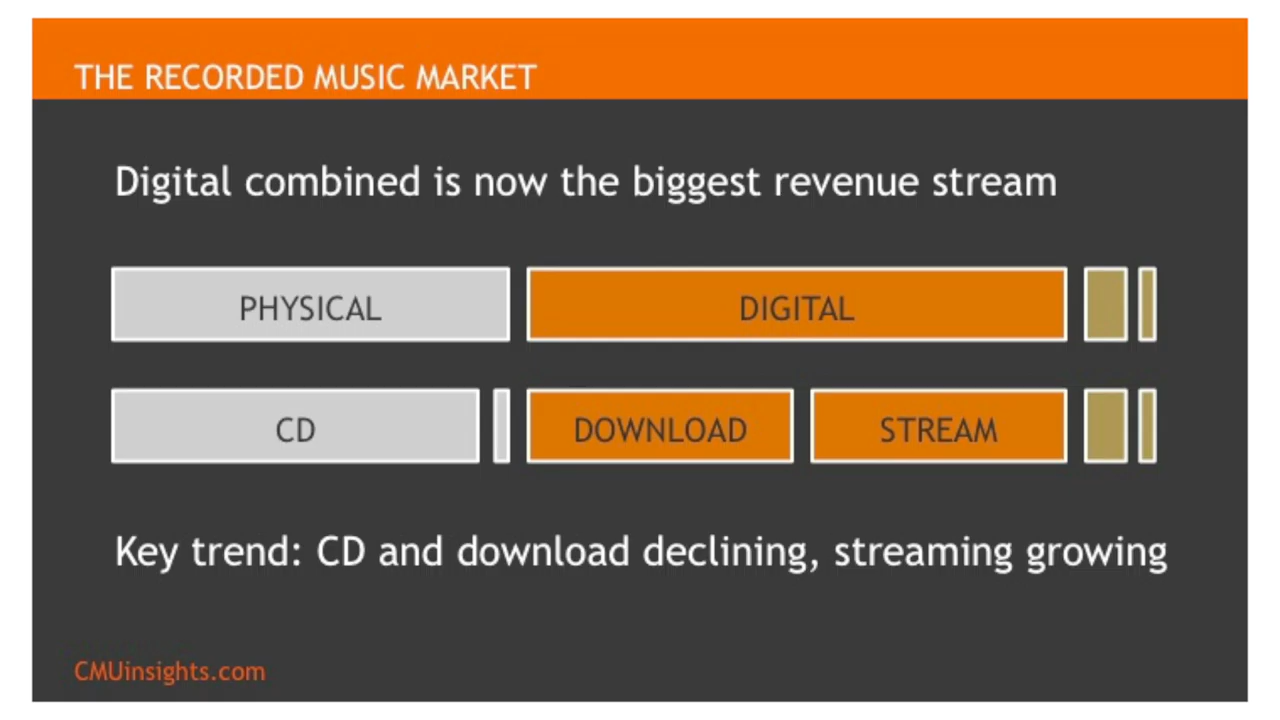 THE RECORDED MUSIC MARKET
Digital combined is now the biggest revenue stream
PHYSICAL DIGITAL
CD DOWNLOAD STREAM
Key trend: CD and download declining, streaming growing
CMUinsights.com